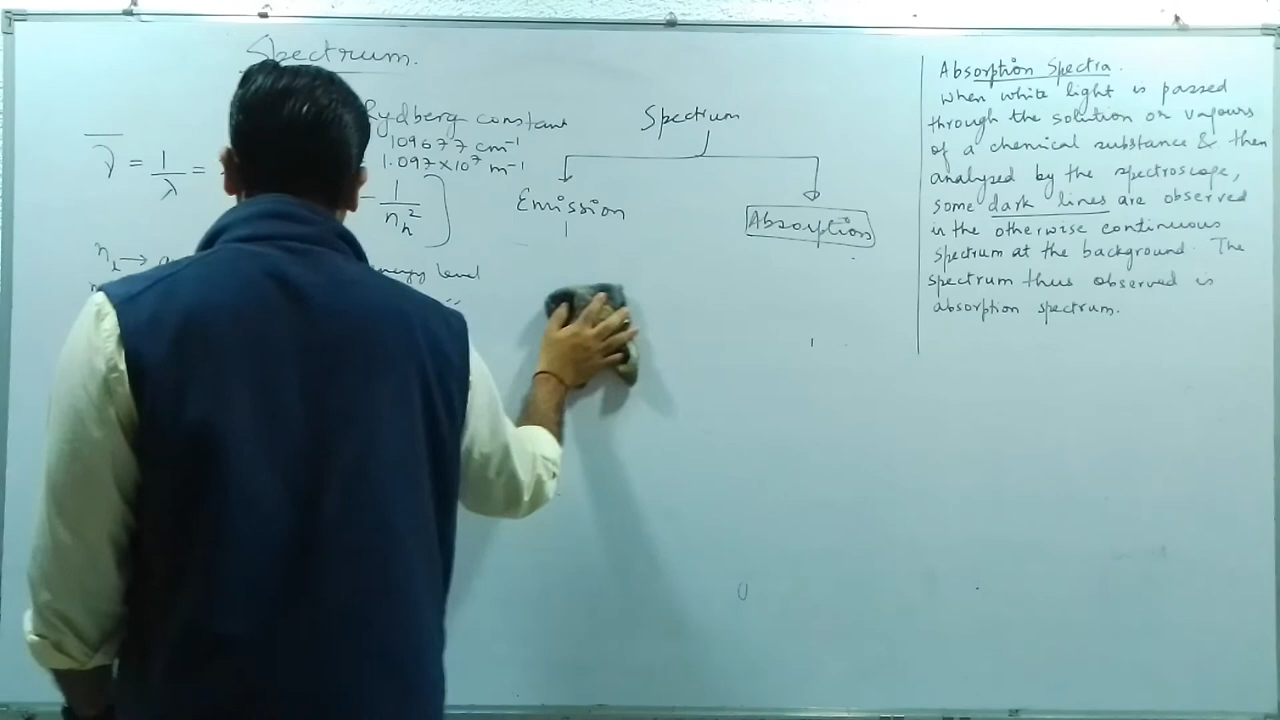 Spectrum.
Rydberg constant
109677 cm⁻¹
1.097×10⁷ m⁻¹
ν̅ = 1/λ =
- 1/nₕ² ]
n_l →
energy level
"
Spectrum
Emission
Absorption
Absorption Spectra.
When white light is passed
through the solution or vapours
of a chemical substance & then
analysed by the spectroscope,
some dark lines are observed
in the otherwise continuous
spectrum at the background. The
spectrum thus observed is
absorption spectrum.